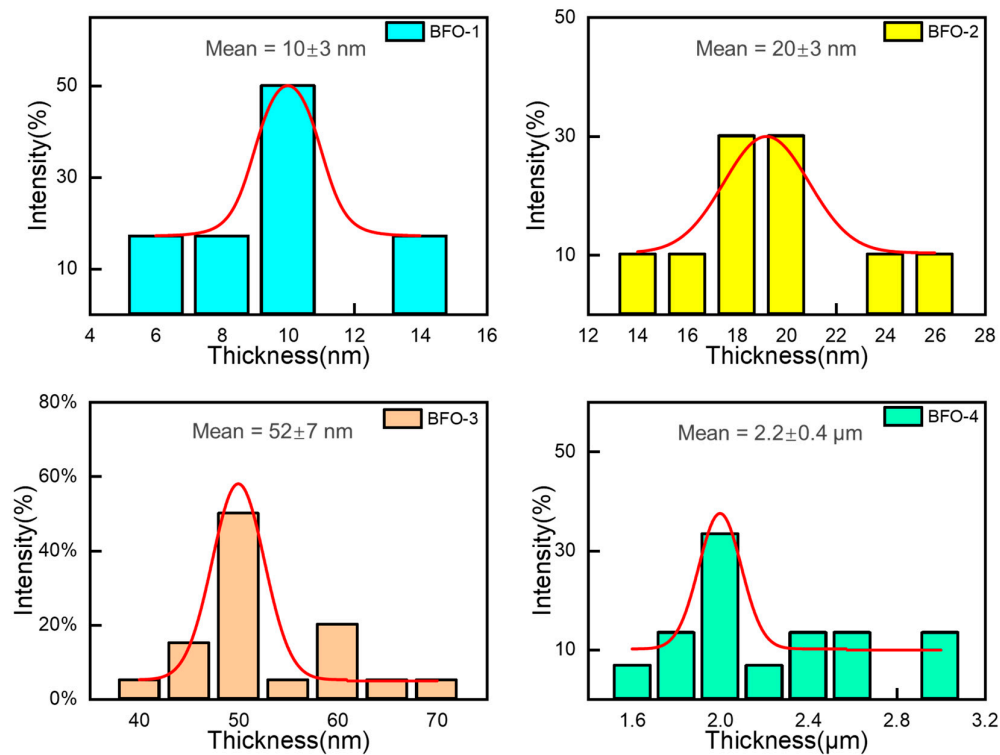 BFO-1
Mean = 10±3 nm
Intensity(%)
50
30
10
4 6 8 10 12 14 16
Thickness(nm)
BFO-2
Mean = 20±3 nm
Intensity(%)
50
30
10
12 14 16 18 20 22 24 26 28
Thickness(nm)
BFO-3
Mean = 52±7 nm
Intensity(%)
80%
60%
40%
20%
0%
40 50 60 70
Thickness(nm)
BFO-4
Mean = 2.2±0.4 µm
Intensity(%)
50
30
10
1.6 2.0 2.4 2.8 3.2
Thickness(µm)